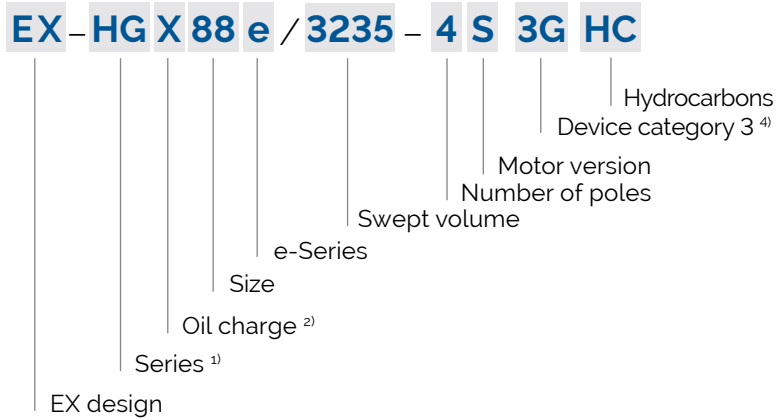 EX – HG X 88 e / 3235 – 4 S 3G HC
Hydrocarbons
Device category 3 ⁴⁾
Motor version
Number of poles
Swept volume
e-Series
Size
Oil charge ²⁾
Series ¹⁾
EX design